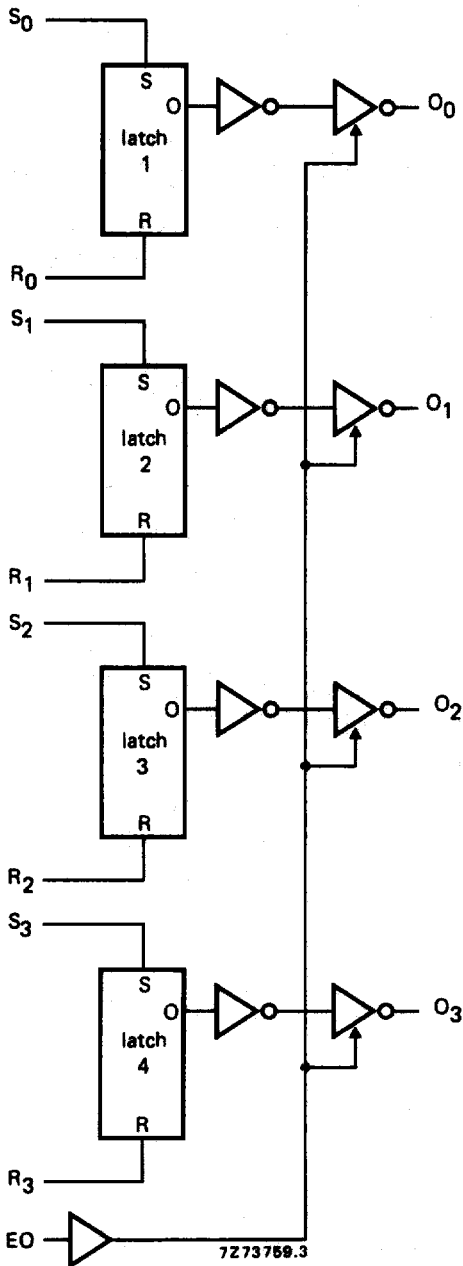 S0
S
O
O0
latch
1
R
R0
S1
S
O
O1
latch
2
R
R1
S2
S
O
O2
latch
3
R
R2
S3
S
O
O3
latch
4
R
R3
EO
7Z73759.3